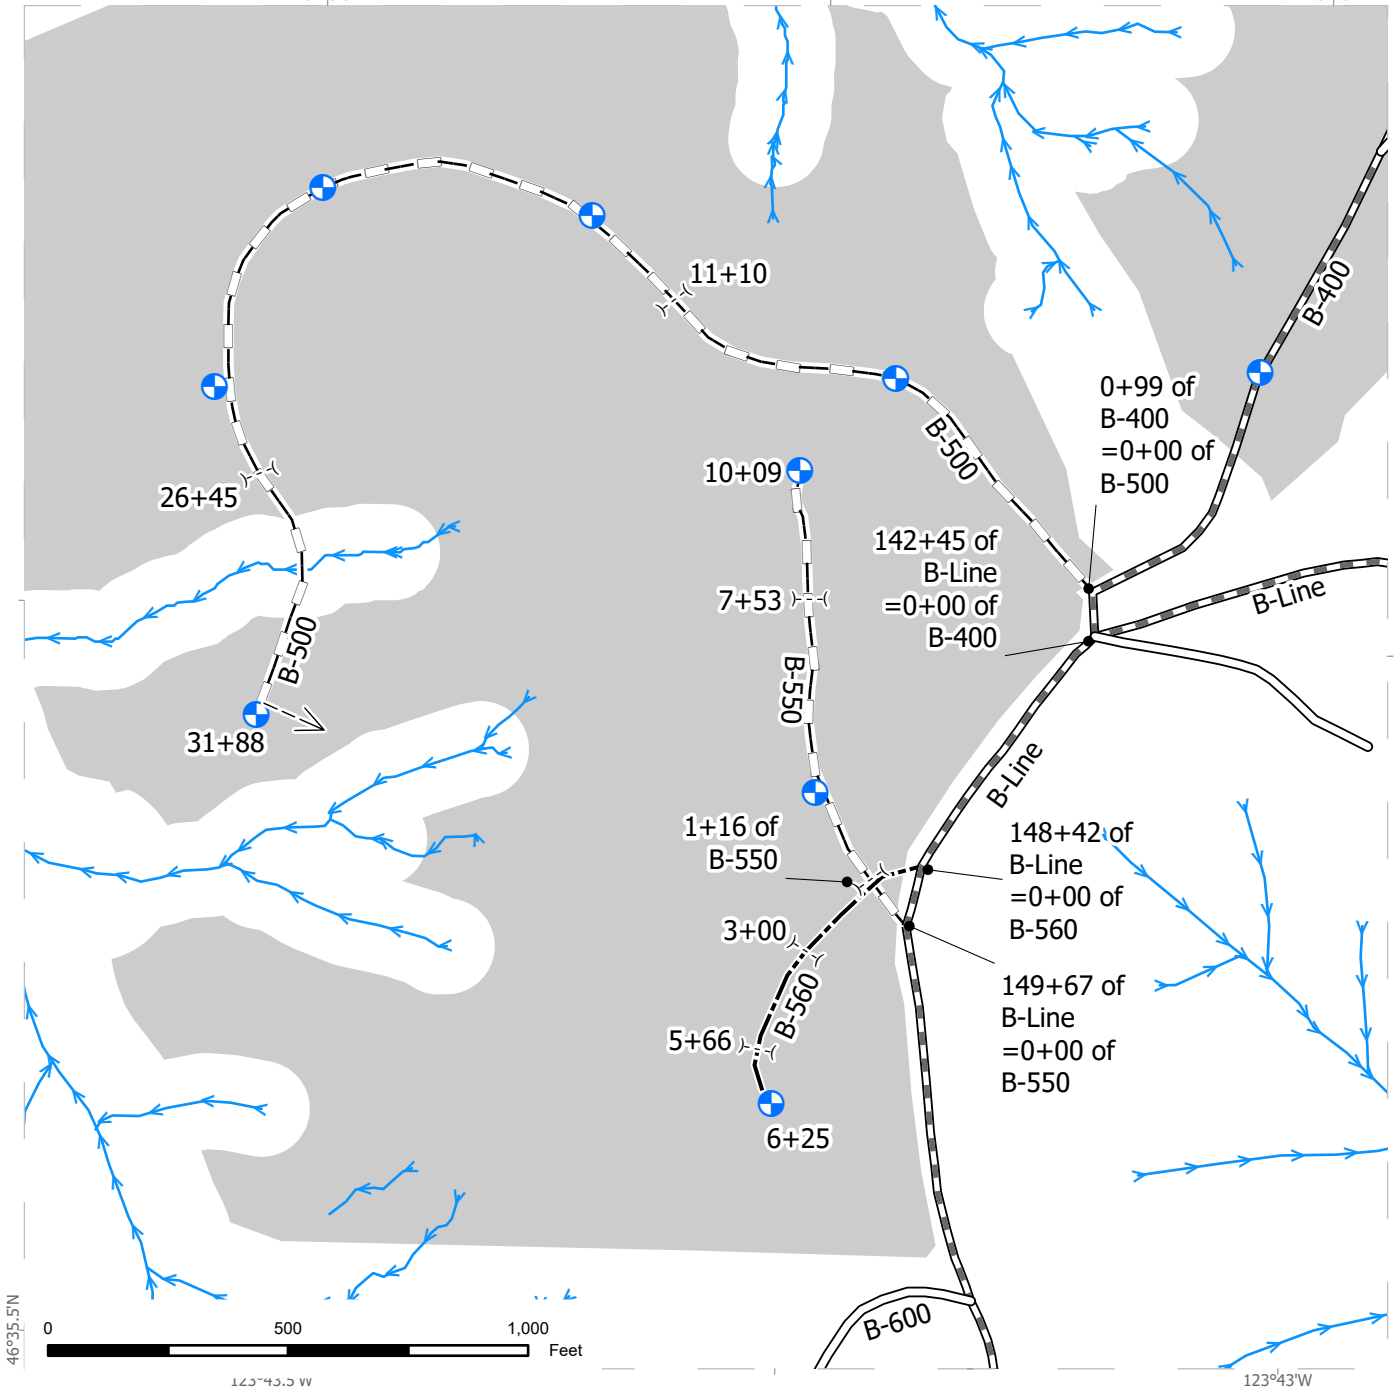 11+10
B-400
0+99 of
B-400
=0+00 of
B-500
B-500
10+09
26+45
142+45 of
B-Line
=0+00 of
B-400
7+53
B-Line
B-500
B-550
31+88
B-Line
1+16 of
B-550
148+42 of
B-Line
=0+00 of
B-560
3+00
B-560
149+67 of
B-Line
=0+00 of
B-550
5+66
6+25
B-600
46°35.5'N
0 500 1,000
Feet
123°43.5'W
123°43'W